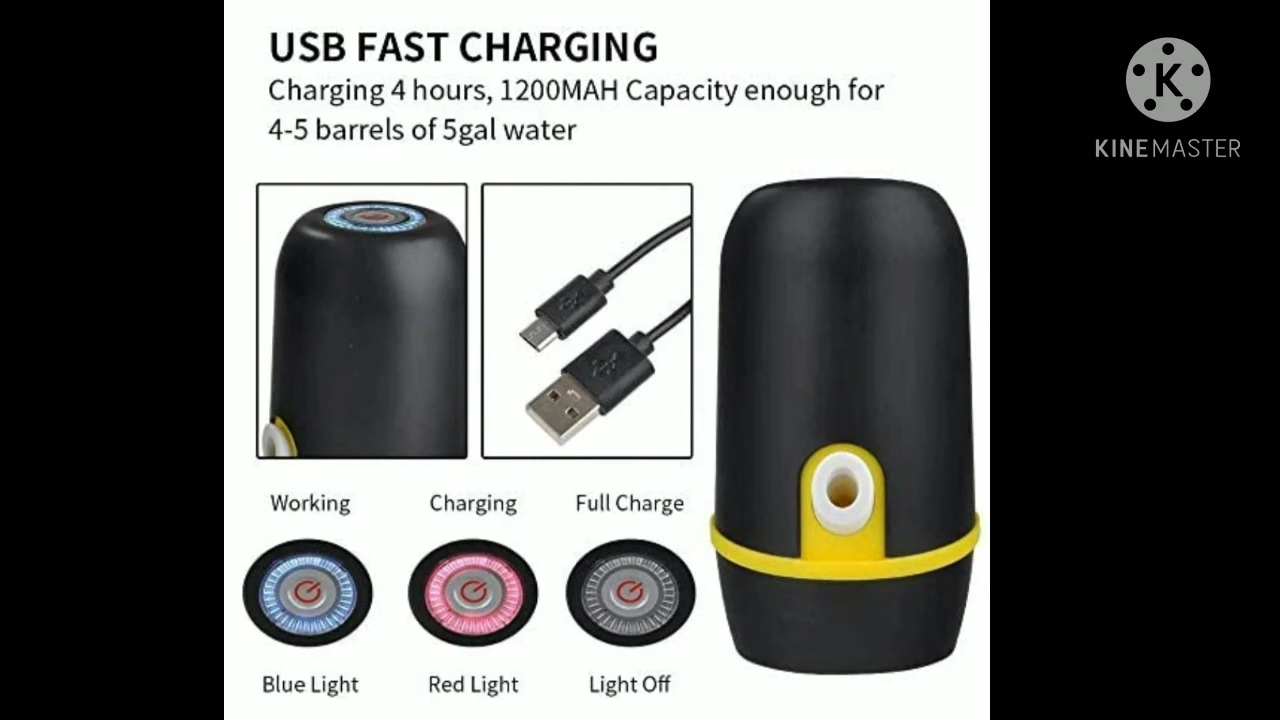 USB FAST CHARGING
Charging 4 hours, 1200MAH Capacity enough for
4-5 barrels of 5gal water
K
KINEMASTER
Working
Charging
Full Charge
Blue Light
Red Light
Light Off